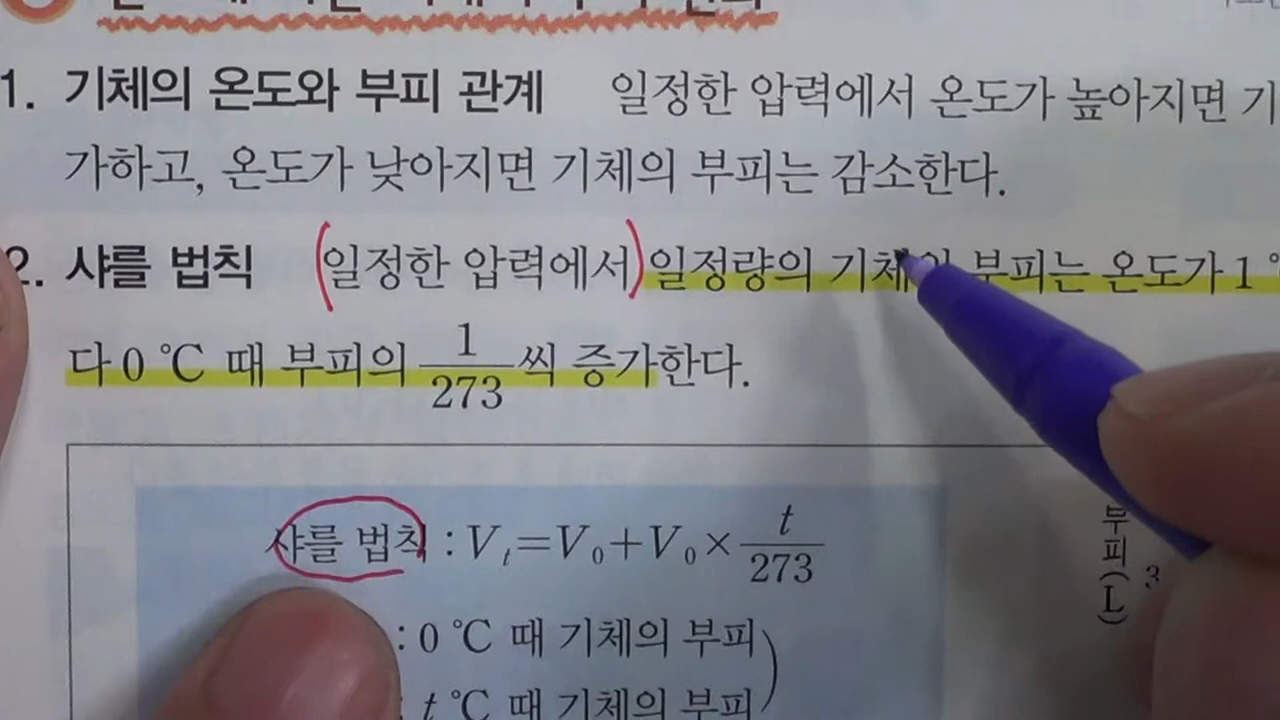 1. 기체의 온도와 부피 관계 일정한 압력에서 온도가 높아지면 기
가하고, 온도가 낮아지면 기체의 부피는 감소한다.
2. 샤를 법칙 (일정한 압력에서) 일정량의 기체의 부피는 온도가 1 °
다 0 ℃ 때 부피의 1/273씩 증가한다.
샤를 법칙 : Vₜ=V₀+V₀×t/273
: 0 ℃ 때 기체의 부피
: t ℃ 때 기체의 부피
부피(L)
3